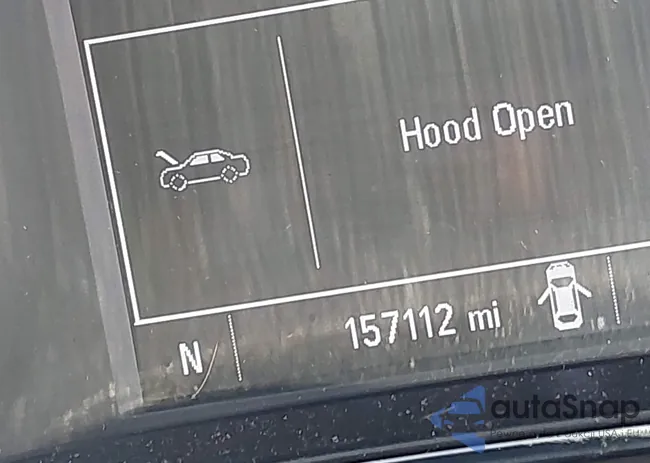 Hood Open
157112 mi
N
autoSnap